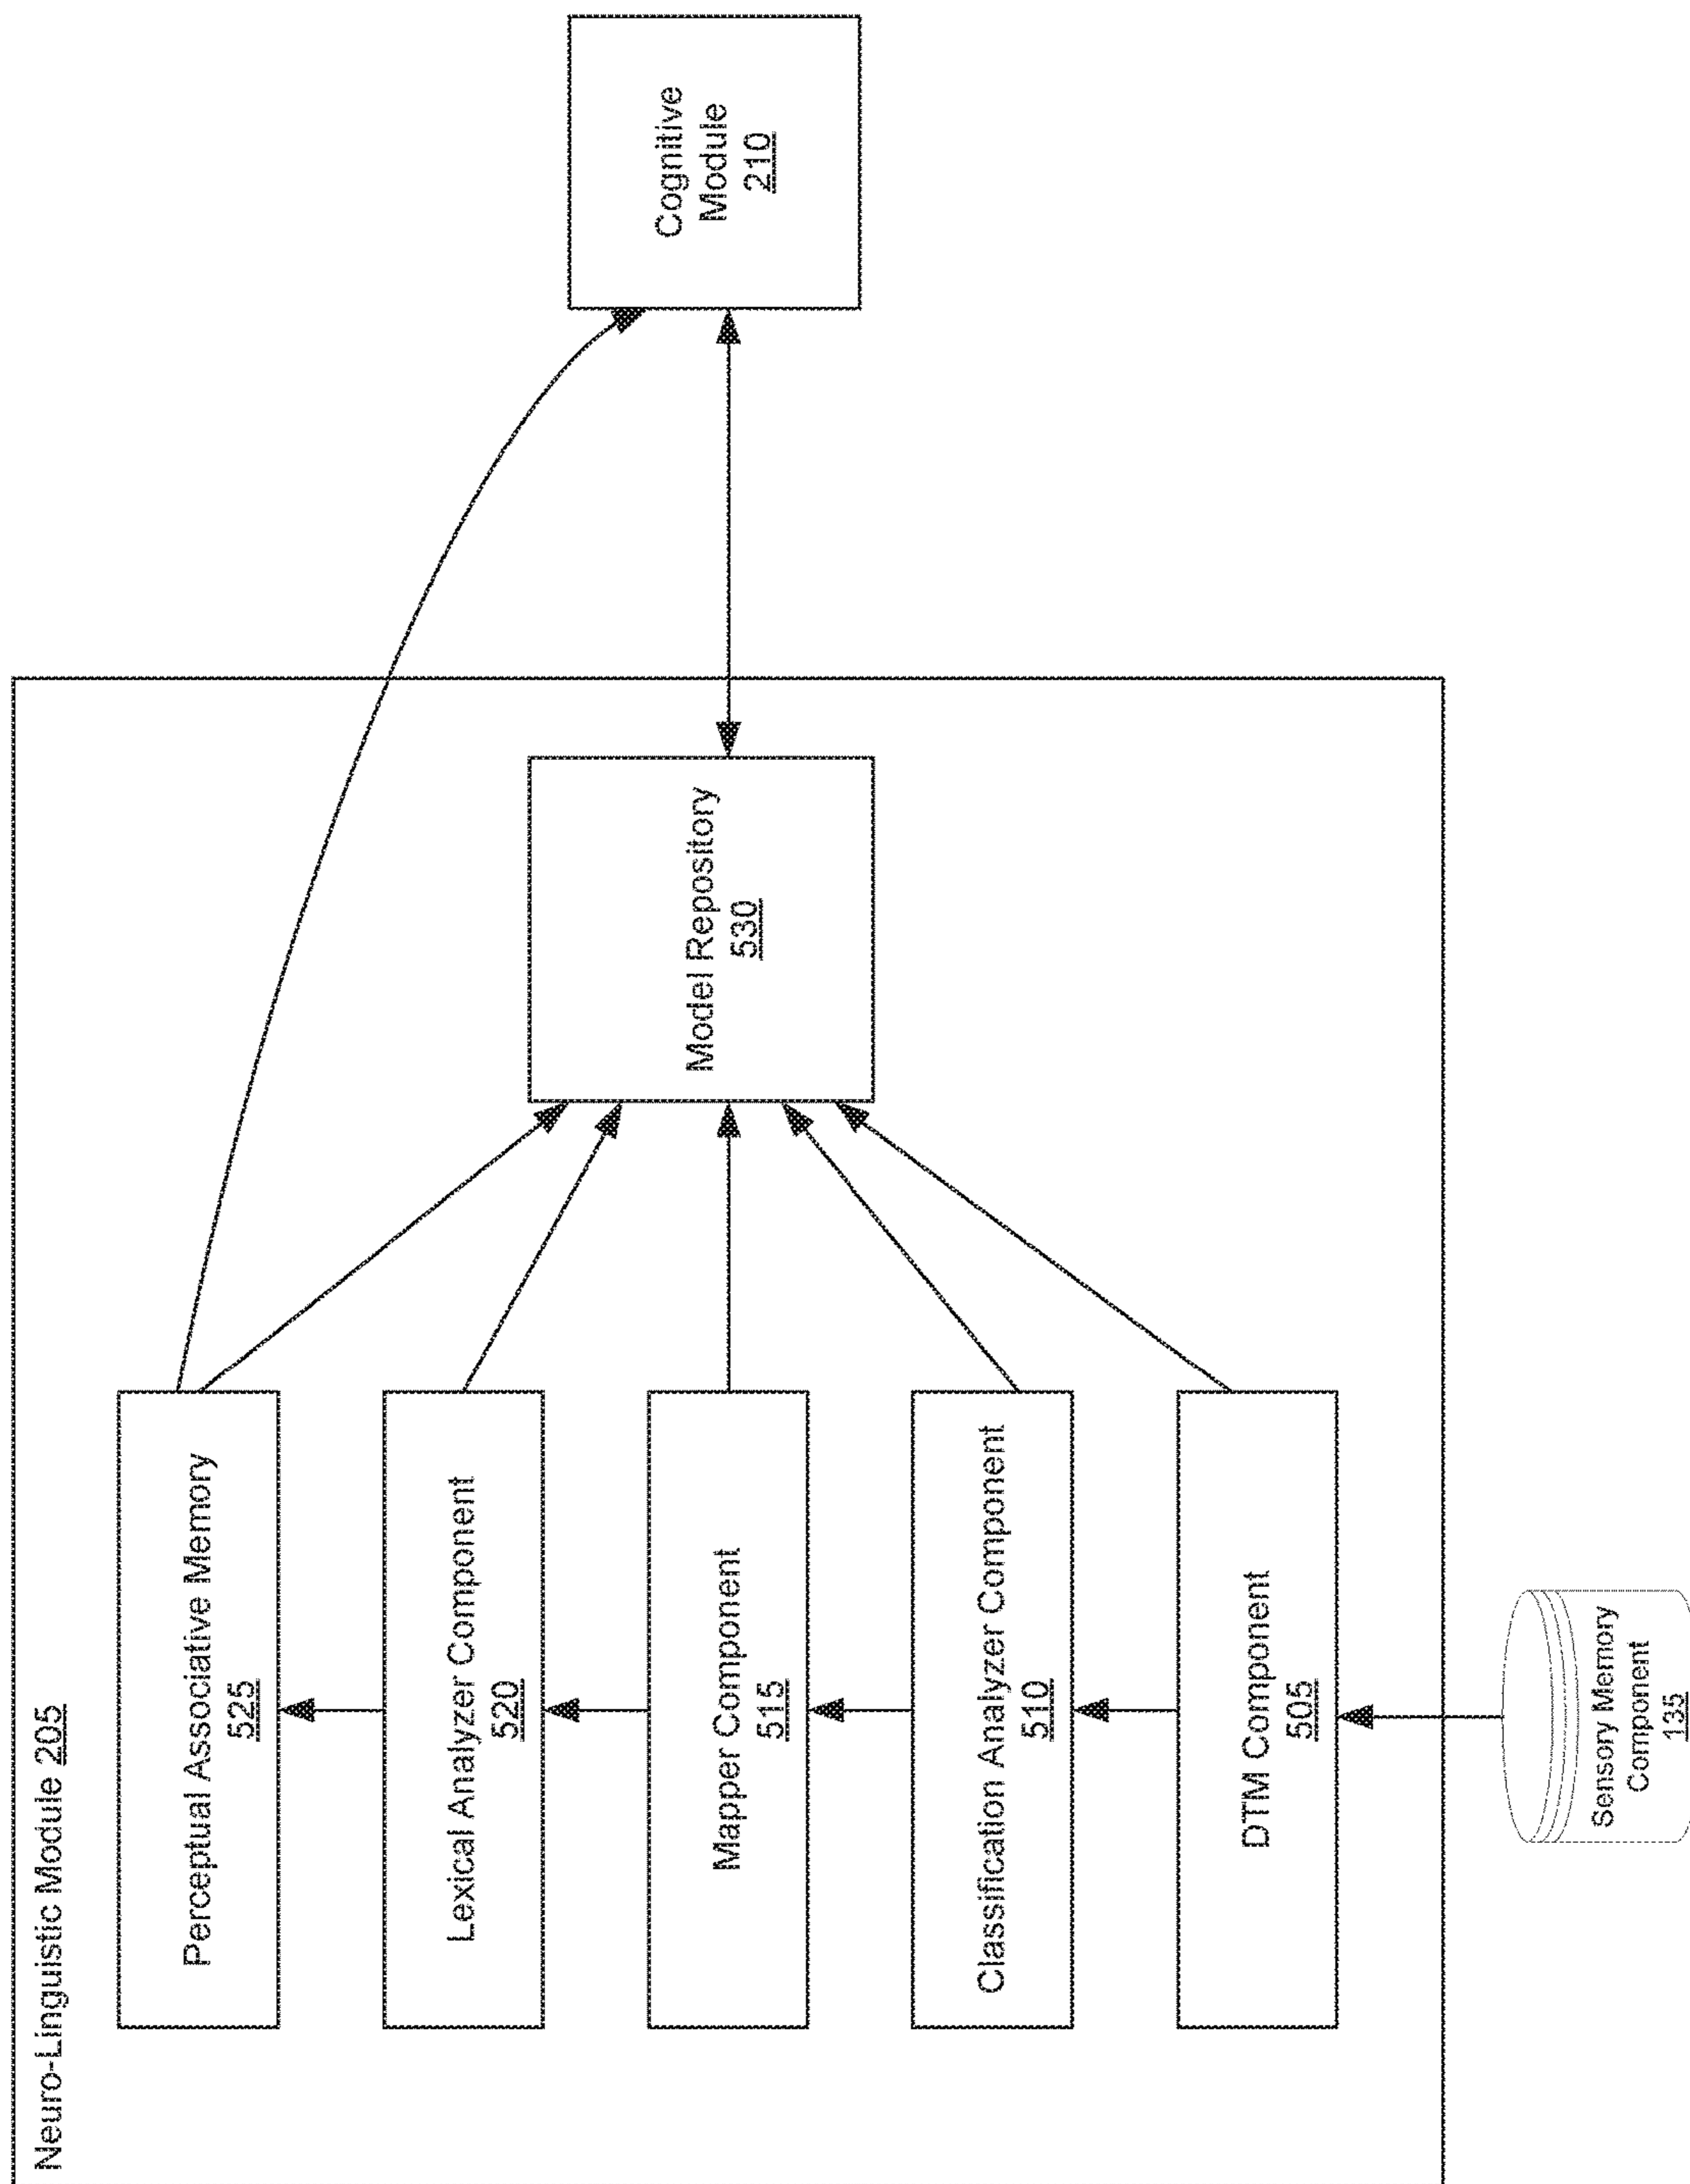 Neuro-Linguistic Module 205
Perceptual Associative Memory
525
Lexical Analyzer Component
520
Mapper Component
515
Classification Analyzer Component
510
DTM Component
505
Sensory Memory
Component
135
Model Repository
530
Cognitive
Module
210